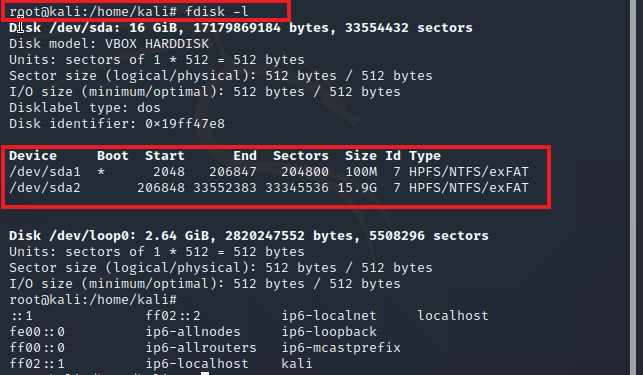 root@kali:/home/kali# fdisk -l
Disk /dev/sda: 16 GiB, 17179869184 bytes, 33554432 sectors
Disk model: VBOX HARDDISK
Units: sectors of 1 * 512 = 512 bytes
Sector size (logical/physical): 512 bytes / 512 bytes
I/O size (minimum/optimal): 512 bytes / 512 bytes
Disklabel type: dos
Disk identifier: 0×19ff47e8
Device     Boot  Start      End  Sectors  Size Id Type
/dev/sda1  *      2048   206847   204800  100M  7 HPFS/NTFS/exFAT
/dev/sda2       206848 33552383 33345536 15.9G  7 HPFS/NTFS/exFAT
Disk /dev/loop0: 2.64 GiB, 2820247552 bytes, 5508296 sectors
Units: sectors of 1 * 512 = 512 bytes
Sector size (logical/physical): 512 bytes / 512 bytes
I/O size (minimum/optimal): 512 bytes / 512 bytes
root@kali:/home/kali#
::1              ff02::2          ip6-localnet     localhost
fe00::0          ip6-allnodes     ip6-loopback
ff00::0          ip6-allrouters   ip6-mcastprefix
ff02::1          ip6-localhost    kali